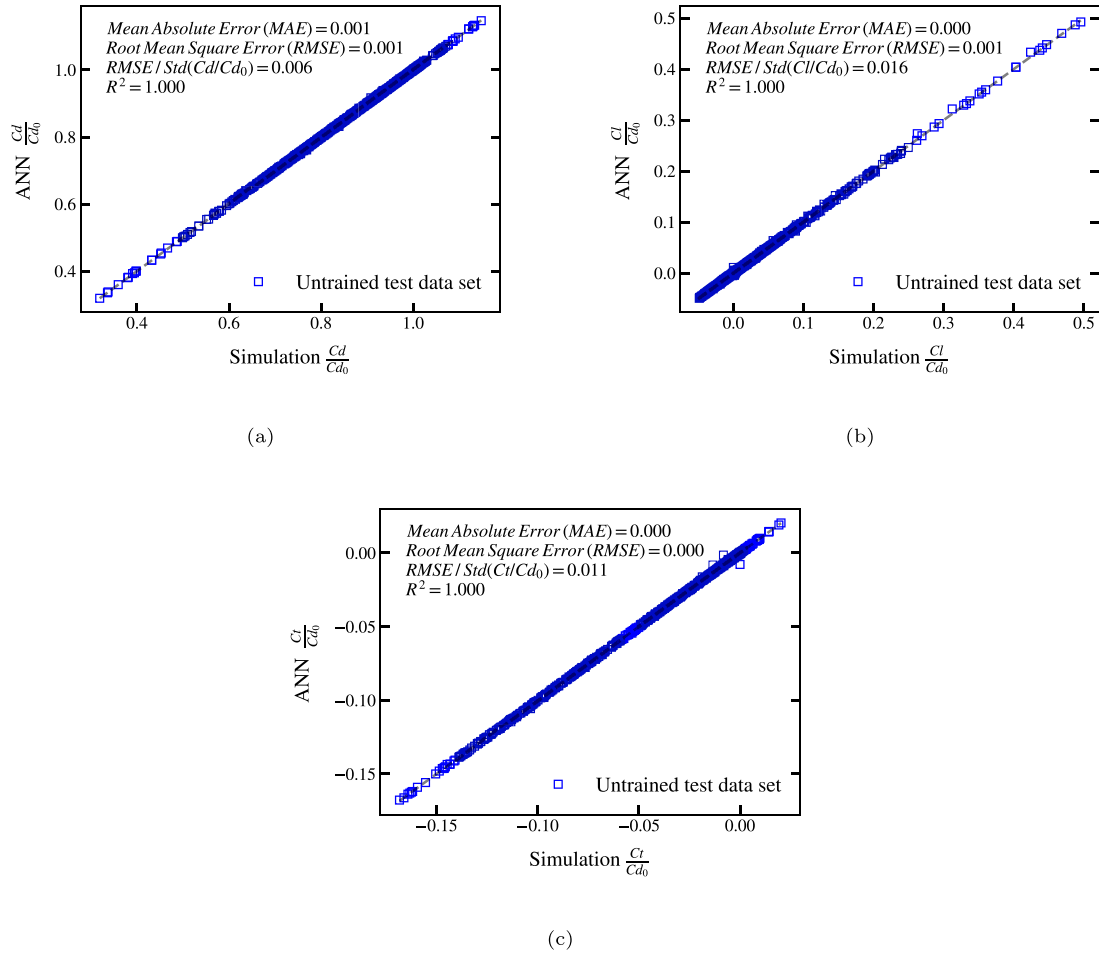 Mean Absolute Error (MAE) = 0.001
Root Mean Square Error (RMSE) = 0.001
RMSE / Std(Cd/Cd₀) = 0.006
R² = 1.000
1.0
0.8
0.6
0.4
ANN Cd/Cd₀
Untrained test data set
0.4 0.6 0.8 1.0
Simulation Cd/Cd₀
(a)
Mean Absolute Error (MAE) = 0.000
Root Mean Square Error (RMSE) = 0.001
RMSE / Std(Cl/Cd₀) = 0.016
R² = 1.000
0.5
0.4
0.3
0.2
0.1
0.0
ANN Cl/Cd₀
Untrained test data set
0.0 0.1 0.2 0.3 0.4 0.5
Simulation Cl/Cd₀
(b)
Mean Absolute Error (MAE) = 0.000
Root Mean Square Error (RMSE) = 0.000
RMSE / Std(Ct/Cd₀) = 0.011
R² = 1.000
0.00
−0.05
−0.10
−0.15
ANN Ct/Cd₀
Untrained test data set
−0.15 −0.10 −0.05 0.00
Simulation Ct/Cd₀
(c)